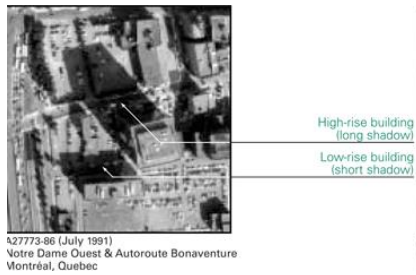 High-rise building
(long shadow)
Low-rise building
(short shadow)
A27773-86 (July 1991)
Notre Dame Ouest & Autoroute Bonaventure
Montréal, Quebec